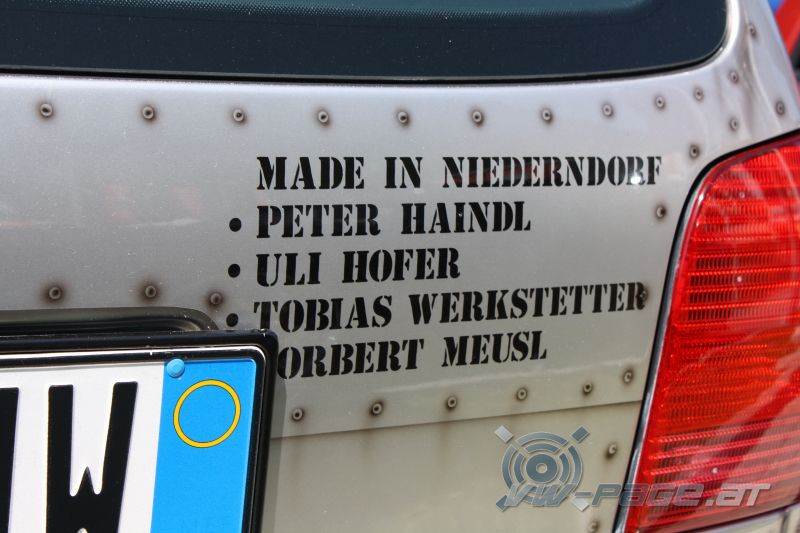 MADE IN NIEDERNDORF
• PETER HAINDL
• ULI HOFER
• TOBIAS WERKSTETTER
ORBERT MEUSL
W
VW-PAGE.AT